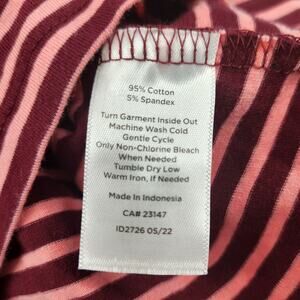 95% Cotton
5% Spandex
Turn Garment Inside Out
Machine Wash Cold
Gentle Cycle
Only Non-Chlorine Bleach
When Needed
Tumble Dry Low
Warm Iron, If Needed
Made In Indonesia
CA# 23147
ID2726 05/22